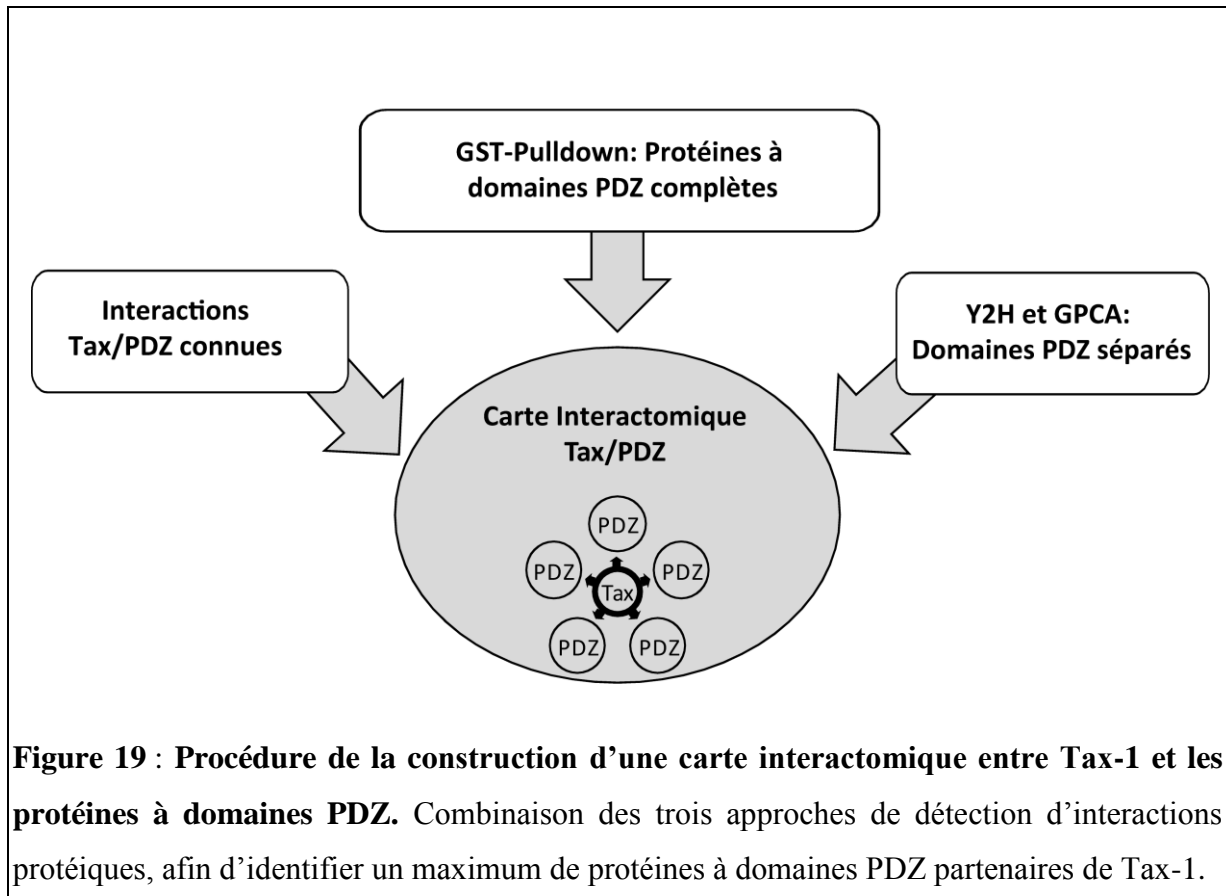 GST-Pulldown: Protéines à
domaines PDZ complètes
Interactions
Tax/PDZ connues
Y2H et GPCA:
Domaines PDZ séparés
Carte Interactomique
Tax/PDZ
PDZ
PDZ
PDZ
Tax
PDZ
PDZ
Figure 19 : Procédure de la construction d’une carte interactomique entre Tax-1 et les
protéines à domaines PDZ. Combinaison des trois approches de détection d’interactions
protéiques, afin d’identifier un maximum de protéines à domaines PDZ partenaires de Tax-1.